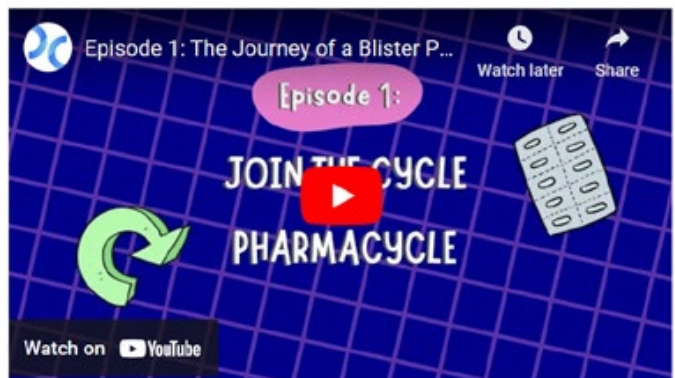 Episode 1: The Journey of a Blister P...
Watch later
Share
Episode 1:
JOIN THE CYCLE
PHARMACYCLE
Watch on YouTube